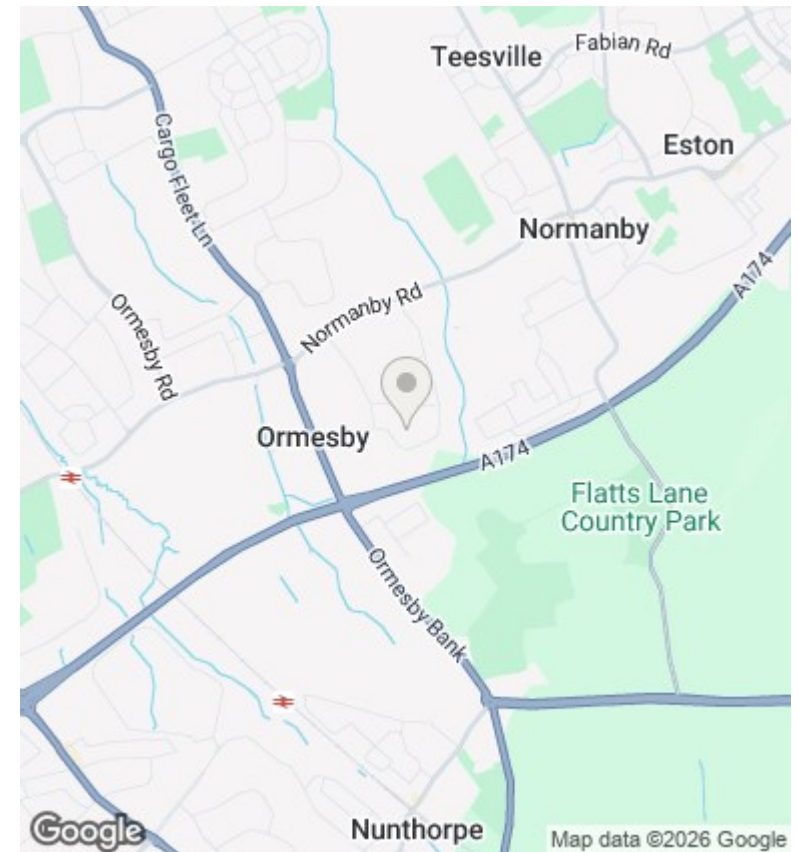 Teesville
Fabian Rd
Eston
Cargo Fleet Ln
Normanby
A174
Normanby Rd
Ormesby Rd
Ormesby
A174
Flatts Lane
Country Park
Ormesby Bank
Nunthorpe
Google
Map data ©2026 Google